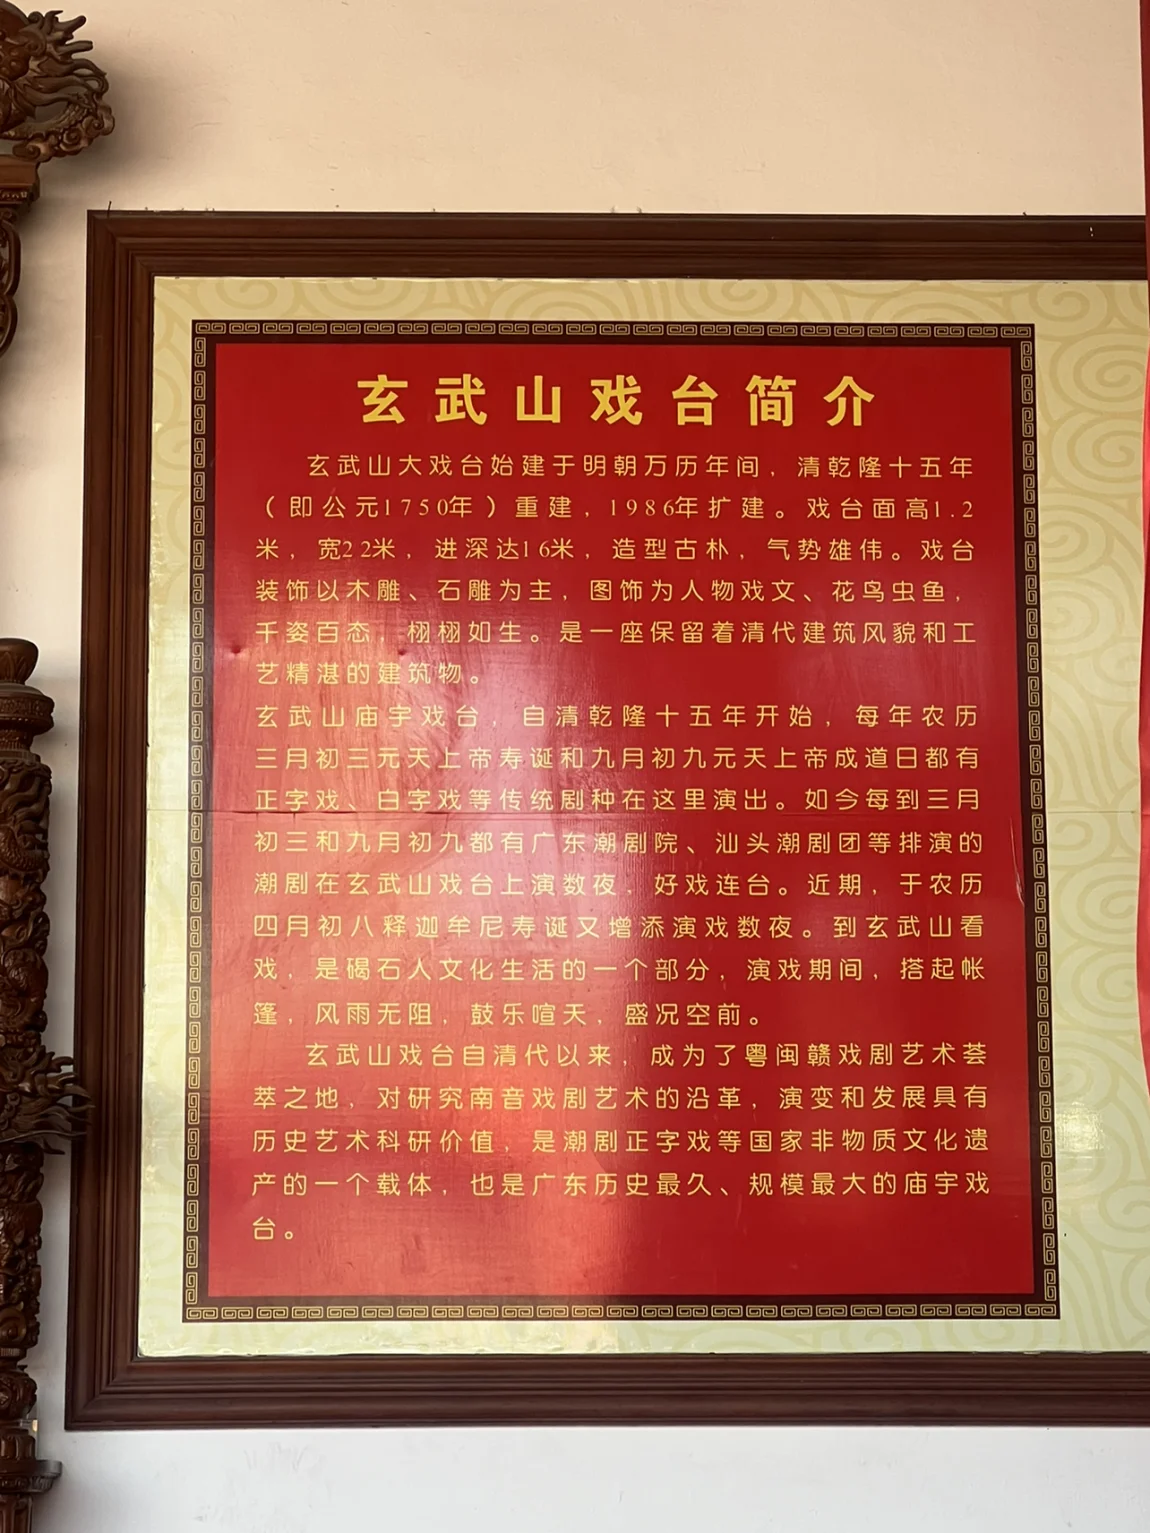 玄武山戏台简介
玄武山大戏台始建于明朝万历年间，清乾隆十五年
（即公元1750年）重建，1986年扩建。戏台面高1.2
米，宽22米，进深达16米，造型古朴，气势雄伟。戏台
装饰以木雕、石雕为主，图饰为人物戏文、花鸟虫鱼，
千姿百态，栩栩如生。是一座保留着清代建筑风貌和工
艺精湛的建筑物。
玄武山庙宇戏台，自清乾隆十五年开始，每年农历
三月初三元天上帝寿诞和九月初九元天上帝成道日都有
正字戏、白字戏等传统剧种在这里演出。如今每到三月
初三和九月初九都有广东潮剧院、汕头潮剧团等排演的
潮剧在玄武山戏台上演数夜，好戏连台。近期，于农历
四月初八释迦牟尼寿诞又增添演戏数夜。到玄武山看
戏，是碣石人文化生活的一个部分，演戏期间，搭起帐
篷，风雨无阻，鼓乐喧天，盛况空前。
玄武山戏台自清代以来，成为了粤闽赣戏剧艺术荟
萃之地，对研究南音戏剧艺术的沿革，演变和发展具有
历史艺术科研价值，是潮剧正字戏等国家非物质文化遗
产的一个载体，也是广东历史最久、规模最大的庙宇戏
台。